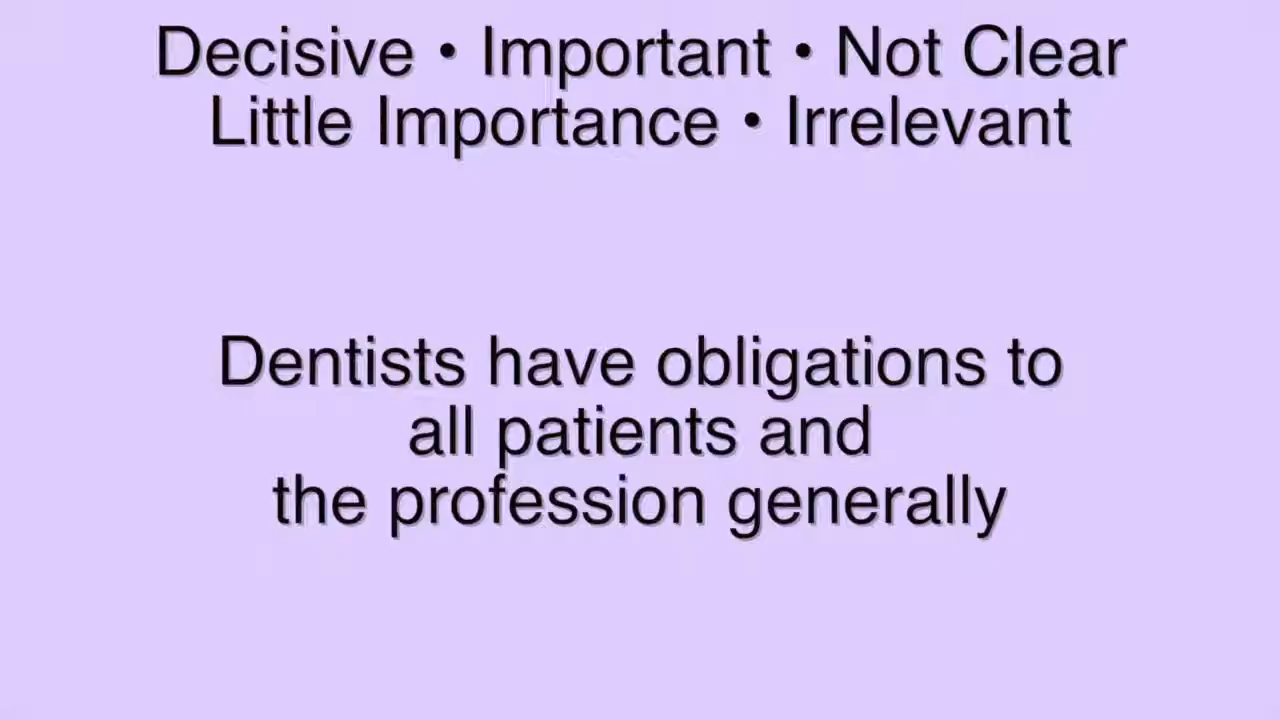 Decisive • Important • Not Clear
Little Importance • Irrelevant
Dentists have obligations to
all patients and
the profession generally